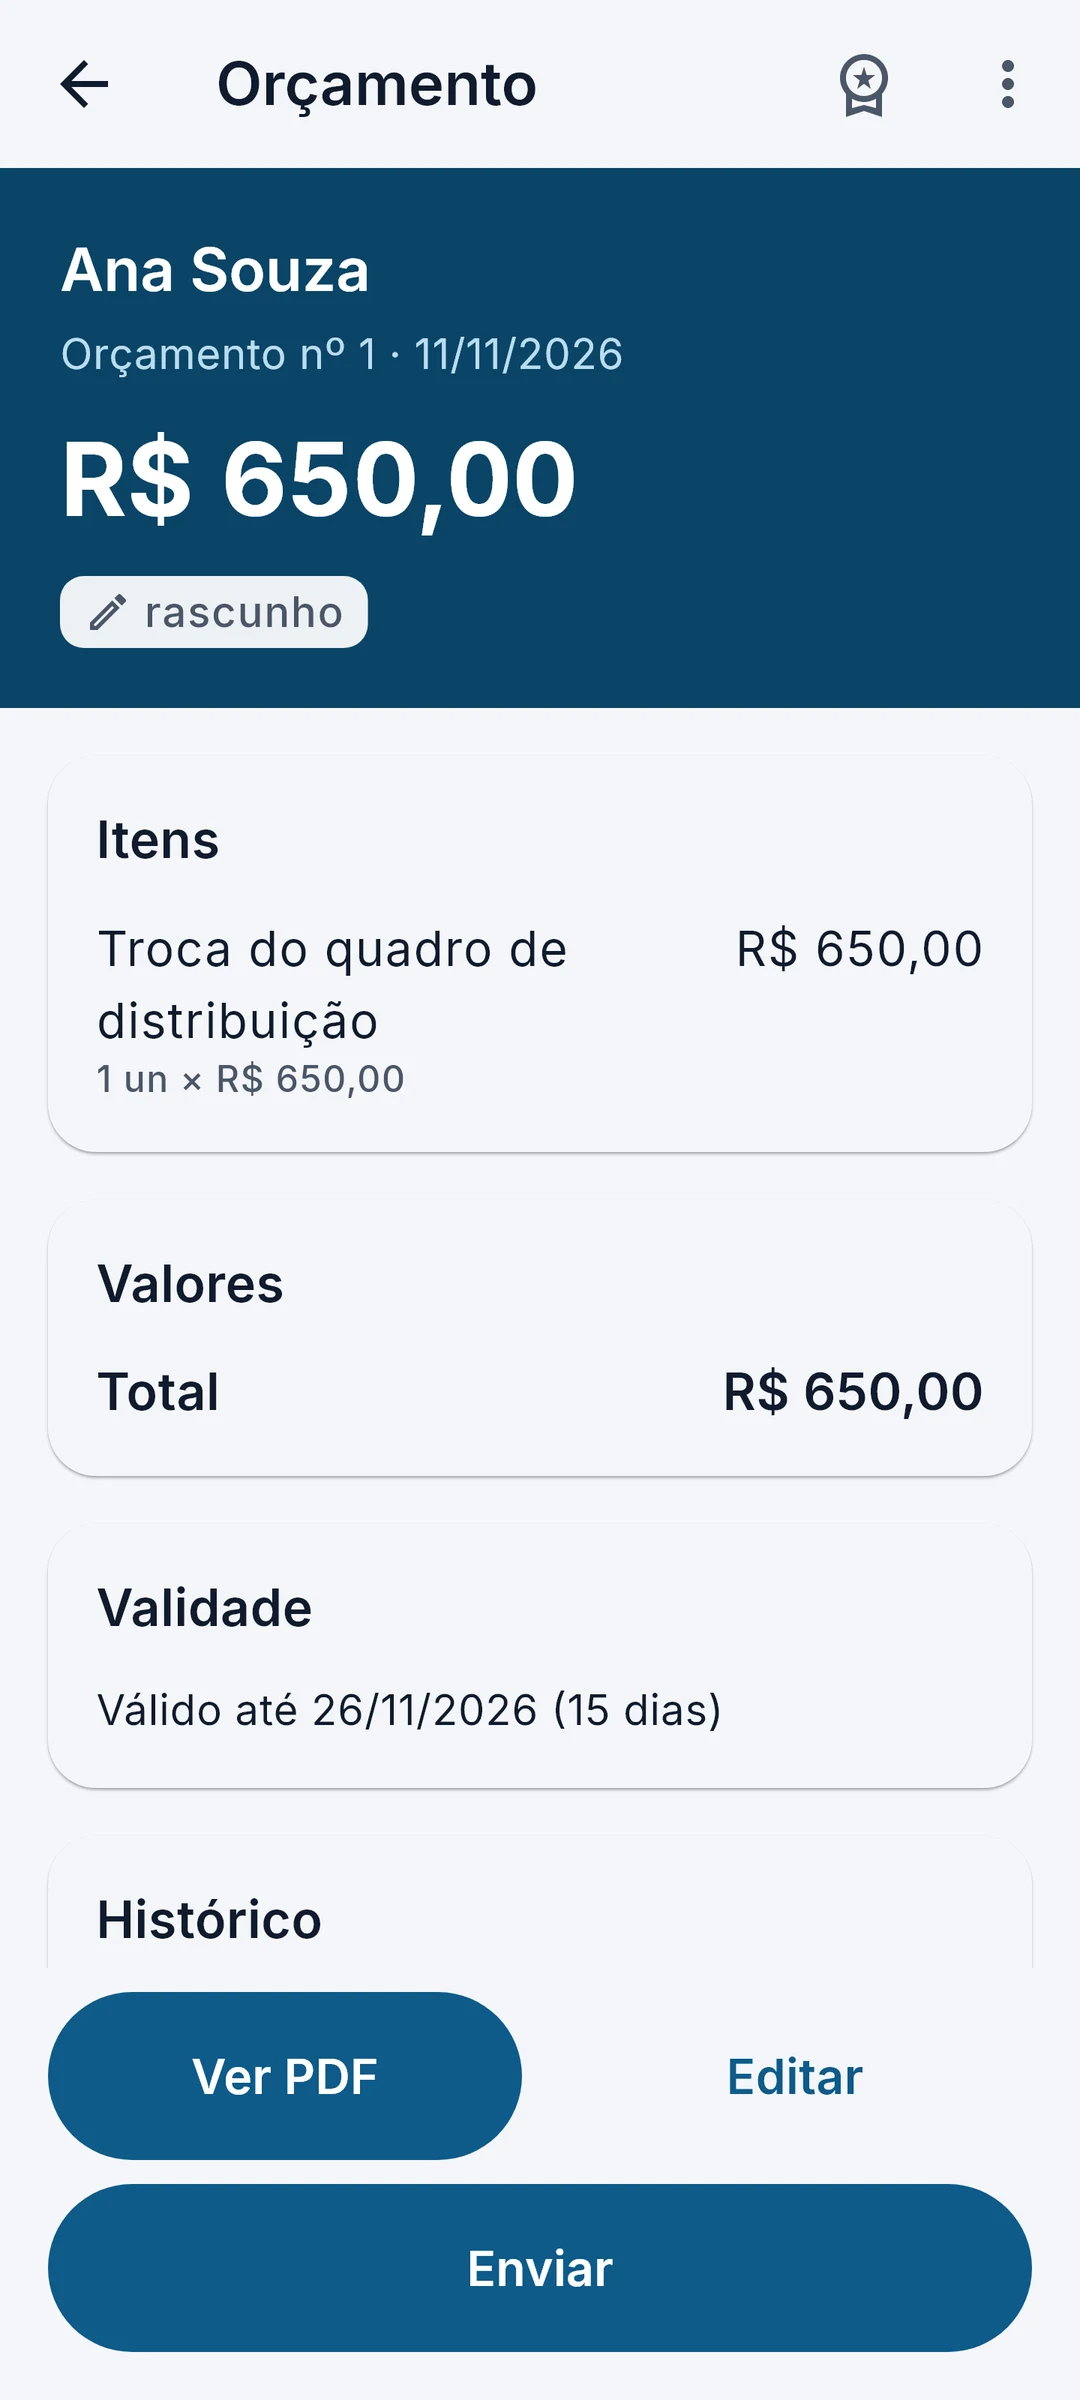 Orçamento
Ana Souza
Orçamento nº 1 · 11/11/2026
R$ 650,00
rascunho
Itens
Troca do quadro de R$ 650,00
distribuição
1 un × R$ 650,00
Valores
Total R$ 650,00
Validade
Válido até 26/11/2026 (15 dias)
Histórico
Ver PDF Editar
Enviar